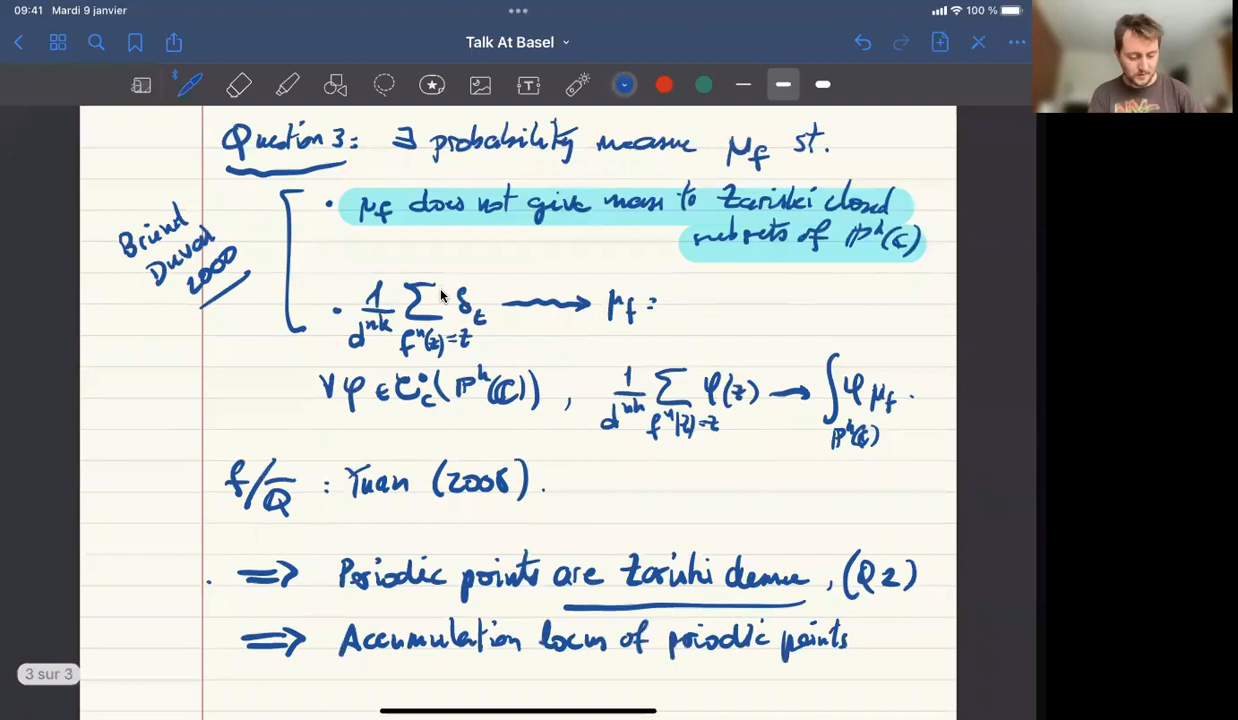 09:41 Mardi 9 janvier
100 %
Talk At Basel
Question 3: ∃ probability measure μ_f st.
• μ_f does not give mass to Zariski closed
subsets of ℙ^k(ℂ)
Briend
Duval
2000
• 1/d^{nk} ∑_{f^n(z)=z} δ_z ⟶ μ_f :
∀ φ ∈ C^0_c(ℙ^k(ℂ)), 1/d^{nk} ∑_{f^n(z)=z} φ(z) ⟶ ∫_{ℙ^k(ℂ)} φ μ_f .
f/Q̄ : Yuan (2008).
. ⟹ Periodic points are Zariski dense, (Q2)
⟹ Accumulation locus of periodic points
3 sur 3